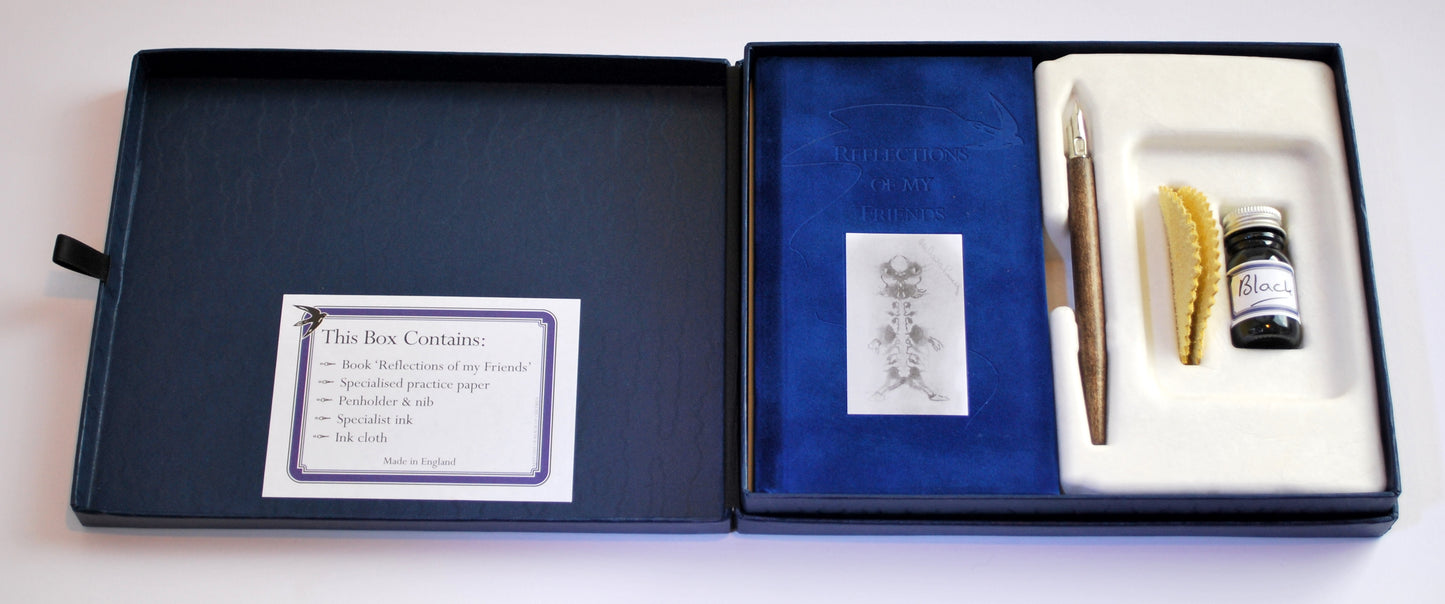 This Box Contains:
Book ‘Reflections of my Friends’
Specialised practice paper
Penholder & nib
Specialist ink
Ink cloth
Made in England
REFLECTIONS
OF MY
FRIENDS
Black